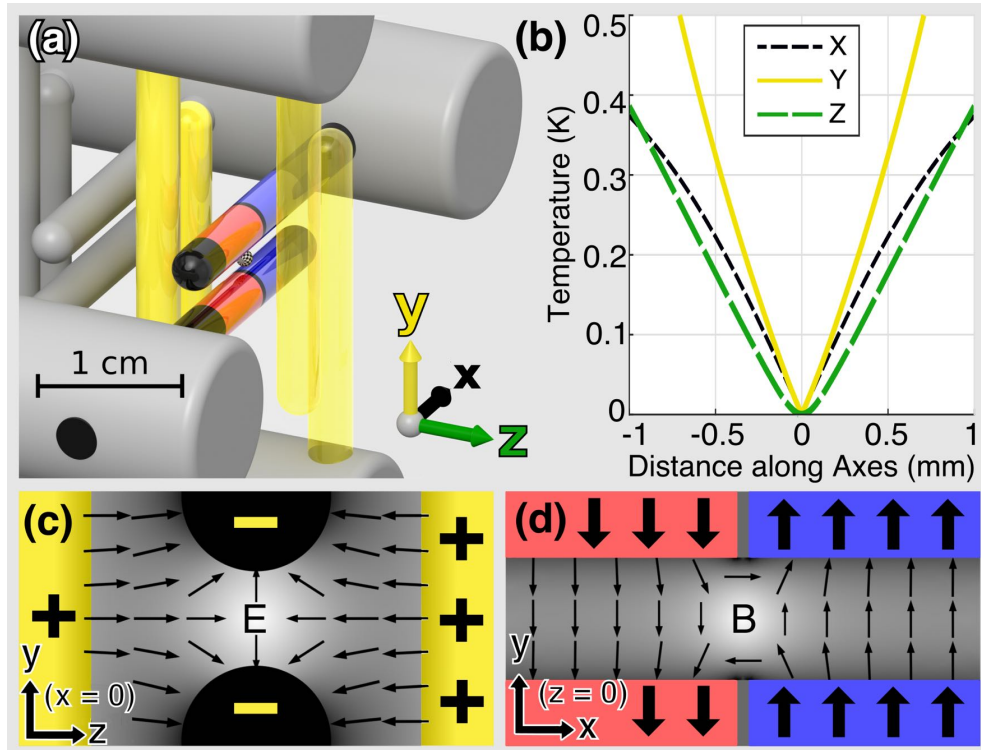 (a)
1 cm
y
x
z
(b)
Temperature (K)
0.5
0.4
0.3
0.2
0.1
0
X
Y
Z
-1
-0.5
0
0.5
1
Distance along Axes (mm)
(c)
−
+
+
E
+
+
−
y
(x = 0)
z
(d)
B
y
(z = 0)
x